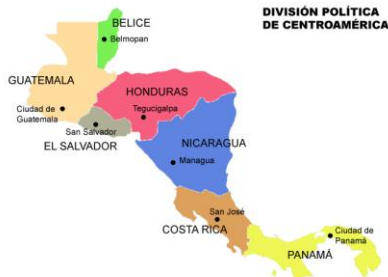 DIVISIÓN POLÍTICA
DE CENTROAMÉRICA
BELICE
Belmopan
GUATEMALA
Ciudad de
Guatemala
HONDURAS
Tegucigalpa
San Salvador
EL SALVADOR
NICARAGUA
Managua
San José
COSTA RICA
Ciudad de
Panamá
PANAMÁ